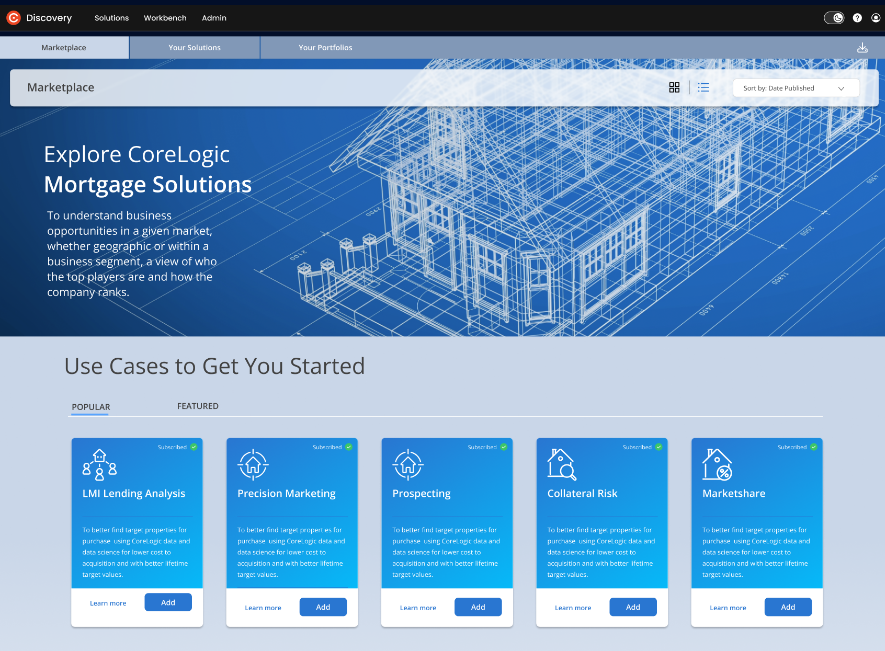 Discovery
Solutions
Workbench
Admin
Marketplace
Your Solutions
Your Portfolios
Marketplace
Sort by: Date Published
Explore CoreLogic
Mortgage Solutions
To understand business
opportunities in a given market,
whether geographic or within a
business segment, a view of who
the top players are and how the
company ranks.
Use Cases to Get You Started
POPULAR
FEATURED
Subscribed
LMI Lending Analysis
To better find target properties for
purchase using CoreLogic data and
data science for lower cost to
acquisition and with better lifetime
target values.
Learn more
Add
Subscribed
Precision Marketing
To better find target properties for
purchase using CoreLogic data and
data science for lower cost to
acquisition and with better lifetime
target values.
Learn more
Add
Subscribed
Prospecting
To better find target properties for
purchase using CoreLogic data and
data science for lower cost to
acquisition and with better lifetime
target values.
Learn more
Add
Subscribed
Collateral Risk
To better find target properties for
purchase using CoreLogic data and
data science for lower cost to
acquisition and with better lifetime
target values.
Learn more
Add
Subscribed
Marketshare
To better find target properties for
purchase using CoreLogic data and
data science for lower cost to
acquisition and with better lifetime
target values.
Learn more
Add